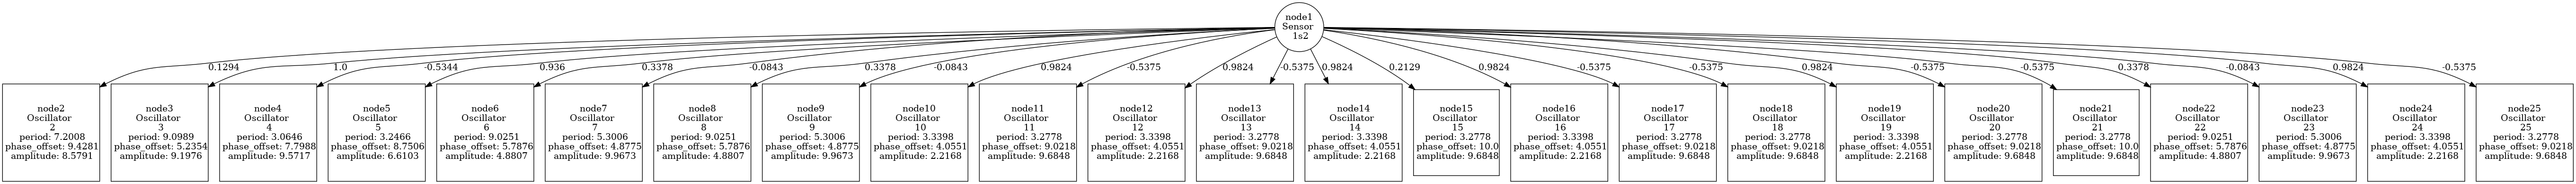 node1
Sensor
1s2
0.1294
1.0
-0.5344
0.936
0.3378
-0.0843
0.3378
-0.0843
0.9824
-0.5375
0.9824
-0.5375
0.9824
0.2129
0.9824
-0.5375
-0.5375
0.9824
-0.5375
-0.5375
0.3378
-0.0843
0.9824
-0.5375
node2
Oscillator
2
period: 7.2008
phase_offset: 9.4281
amplitude: 8.5791
node3
Oscillator
3
period: 9.0989
phase_offset: 5.2354
amplitude: 9.1976
node4
Oscillator
4
period: 3.0646
phase_offset: 7.7988
amplitude: 9.5717
node5
Oscillator
5
period: 3.2466
phase_offset: 8.7506
amplitude: 6.6103
node6
Oscillator
6
period: 9.0251
phase_offset: 5.7876
amplitude: 4.8807
node7
Oscillator
7
period: 5.3006
phase_offset: 4.8775
amplitude: 9.9673
node8
Oscillator
8
period: 9.0251
phase_offset: 5.7876
amplitude: 4.8807
node9
Oscillator
9
period: 5.3006
phase_offset: 4.8775
amplitude: 9.9673
node10
Oscillator
10
period: 3.3398
phase_offset: 4.0551
amplitude: 2.2168
node11
Oscillator
11
period: 3.2778
phase_offset: 9.0218
amplitude: 9.6848
node12
Oscillator
12
period: 3.3398
phase_offset: 4.0551
amplitude: 2.2168
node13
Oscillator
13
period: 3.2778
phase_offset: 9.0218
amplitude: 9.6848
node14
Oscillator
14
period: 3.3398
phase_offset: 4.0551
amplitude: 2.2168
node15
Oscillator
15
period: 3.2778
phase_offset: 10.0
amplitude: 9.6848
node16
Oscillator
16
period: 3.3398
phase_offset: 4.0551
amplitude: 2.2168
node17
Oscillator
17
period: 3.2778
phase_offset: 9.0218
amplitude: 9.6848
node18
Oscillator
18
period: 3.2778
phase_offset: 9.0218
amplitude: 9.6848
node19
Oscillator
19
period: 3.3398
phase_offset: 4.0551
amplitude: 2.2168
node20
Oscillator
20
period: 3.2778
phase_offset: 9.0218
amplitude: 9.6848
node21
Oscillator
21
period: 3.2778
phase_offset: 10.0
amplitude: 9.6848
node22
Oscillator
22
period: 9.0251
phase_offset: 5.7876
amplitude: 4.8807
node23
Oscillator
23
period: 5.3006
phase_offset: 4.8775
amplitude: 9.9673
node24
Oscillator
24
period: 3.3398
phase_offset: 4.0551
amplitude: 2.2168
node25
Oscillator
25
period: 3.2778
phase_offset: 9.0218
amplitude: 9.6848